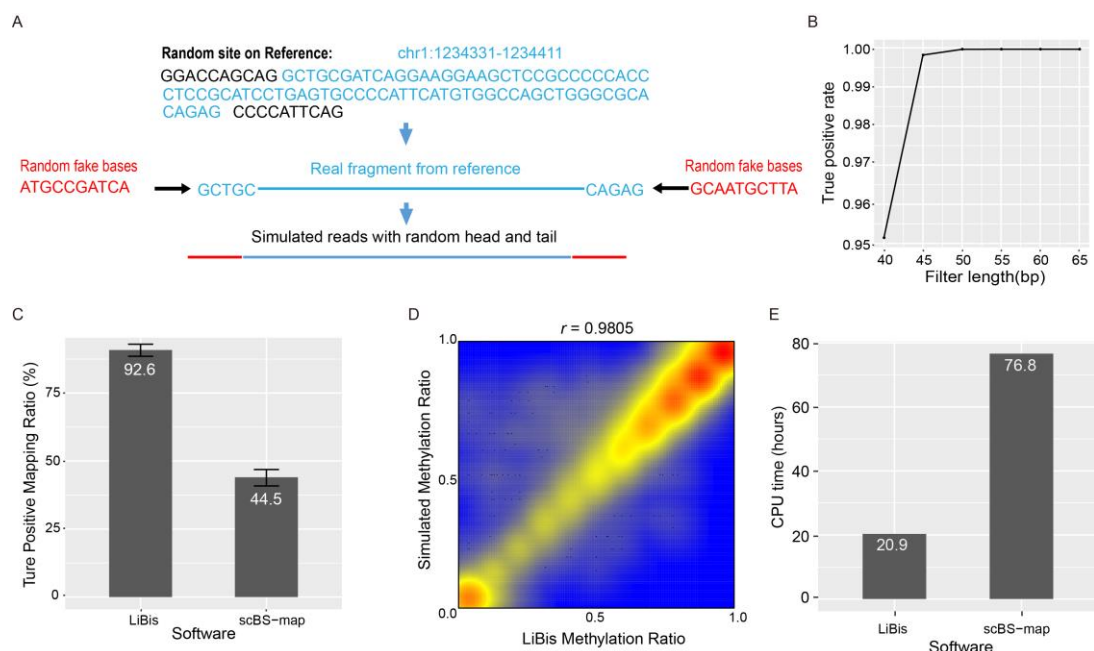 A
Random site on Reference: chr1:1234331-1234411
GGACCAGCAG GCTGCGATCAGGAAGGAAGCTCCGCCCCCACC
CTCCGCATCCTGAGTGCCCCATTCATGTGGCCAGCTGGGCGCA
CAGAG CCCCATTCAG
Random fake bases
ATGCCGATCA
GCTGC
Real fragment from reference
CAGAG
Random fake bases
GCAATGCTTA
Simulated reads with random head and tail
B
True positive rate
1.00
0.99
0.98
0.97
0.96
0.95
40 45 50 55 60 65
Filter length(bp)
C
Ture Positive Mapping Ratio (%)
75
50
25
0
92.6
44.5
LiBis scBS-map
Software
D
r = 0.9805
Simulated Methylation Ratio
1.0
0.5
0.0
0.5 1.0
LiBis Methylation Ratio
E
CPU time (hours)
80
60
40
20
0
20.9
76.8
LiBis scBS-map
Software